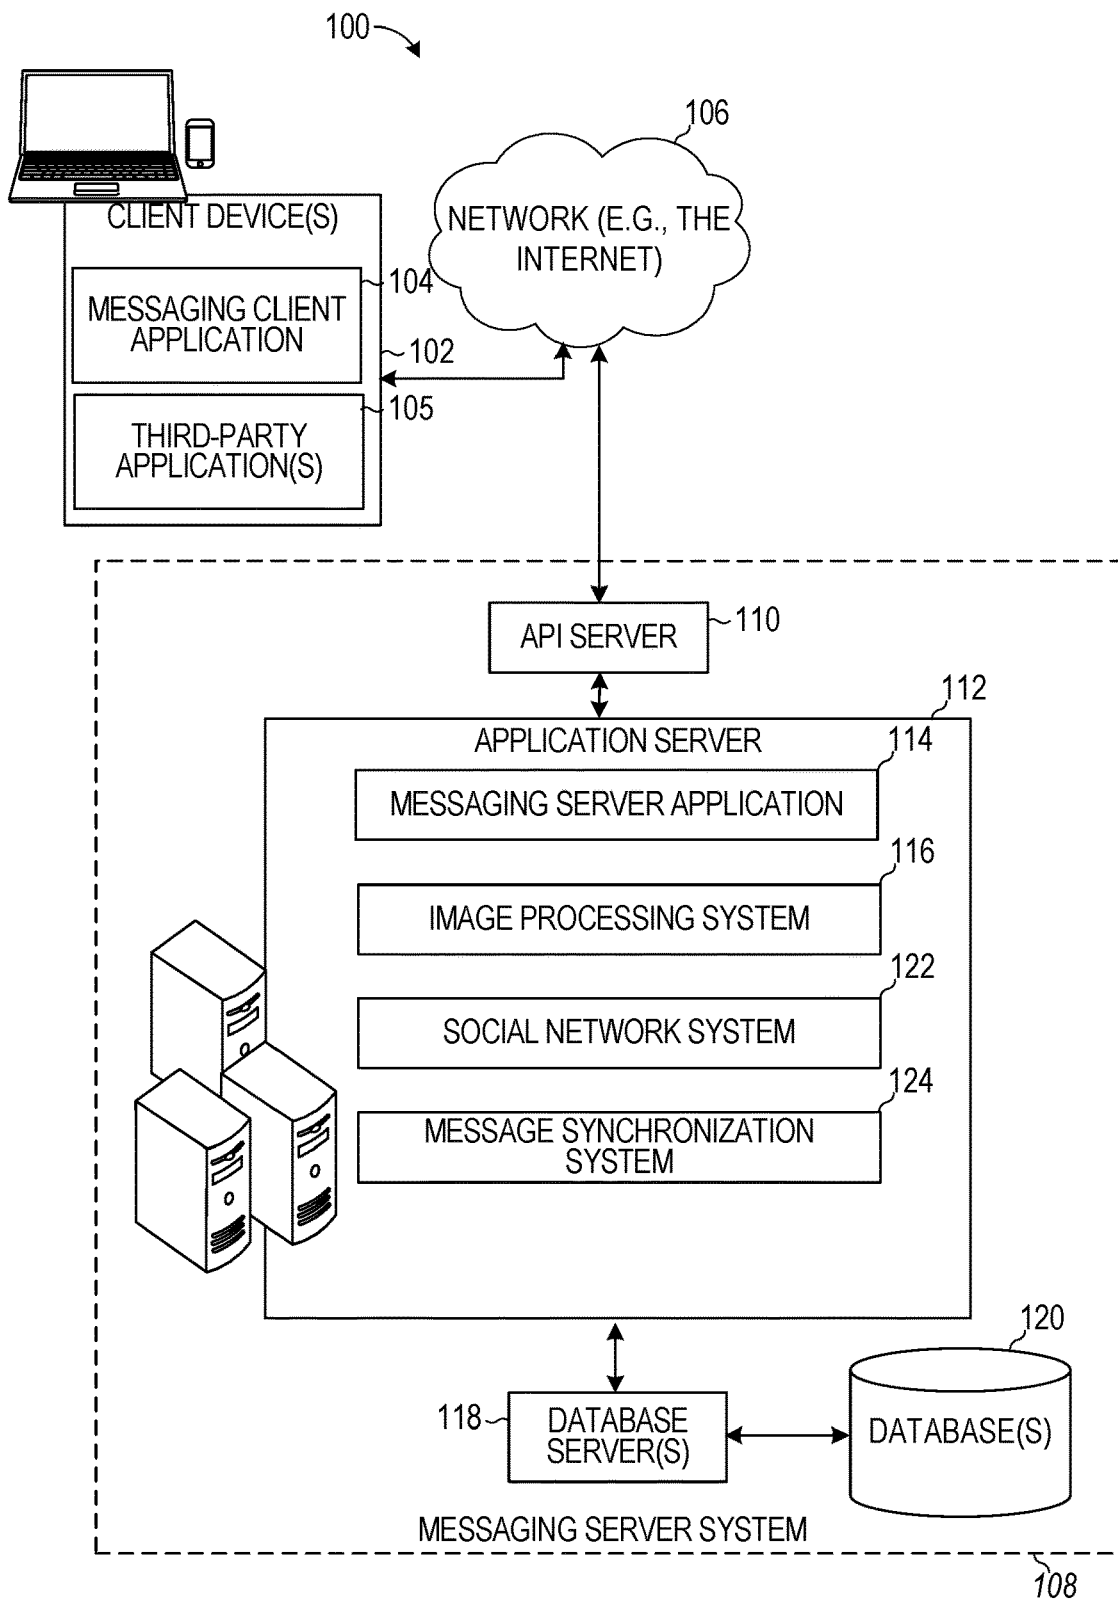 100
106
CLIENT DEVICE(S)
NETWORK (E.G., THE
INTERNET)
104
MESSAGING CLIENT
APPLICATION
102
105
THIRD-PARTY
APPLICATION(S)
API SERVER
110
112
APPLICATION SERVER
114
MESSAGING SERVER APPLICATION
116
IMAGE PROCESSING SYSTEM
122
SOCIAL NETWORK SYSTEM
124
MESSAGE SYNCHRONIZATION
SYSTEM
120
118
DATABASE
SERVER(S)
DATABASE(S)
MESSAGING SERVER SYSTEM
108